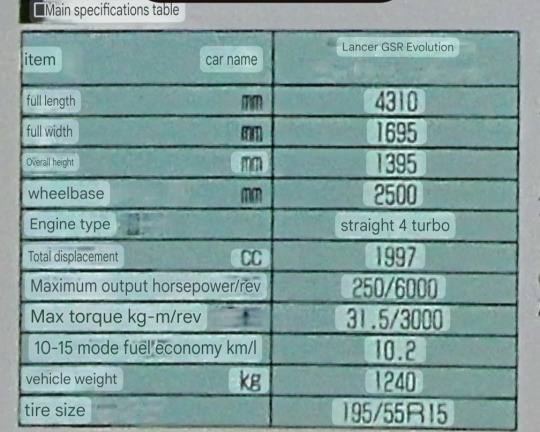 □Main specifications table
item car name Lancer GSR Evolution
full length mm 4310
full width mm 1695
Overall height mm 1395
wheelbase mm 2500
Engine type straight 4 turbo
Total displacement CC 1997
Maximum output horsepower/rev 250/6000
Max torque kg-m/rev 31.5/3000
10-15 mode fuel economy km/l 10.2
vehicle weight kg 1240
tire size 195/55R15